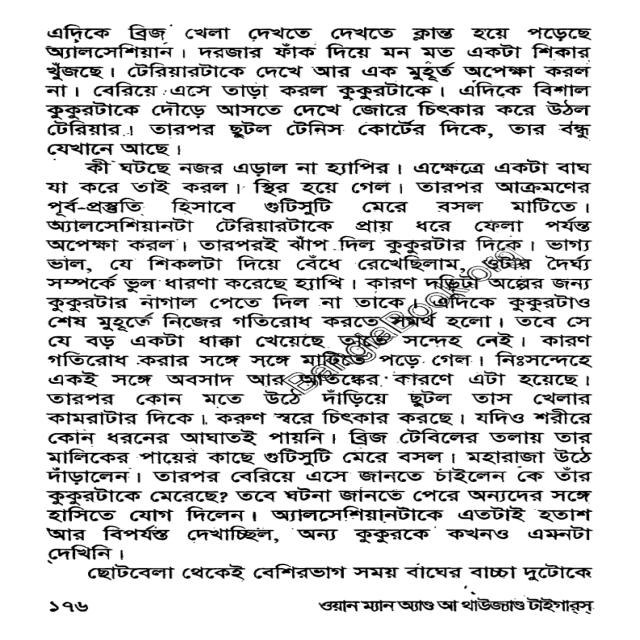 এদিকে ব্রিজ খেলা দেখতে দেখতে ক্লান্ত হয়ে পড়েছে
অ্যালসেশিয়ান। দরজার ফাঁক দিয়ে মন মত একটা শিকার
খুঁজছে। টেরিয়ারটাকে দেখে আর এক মুহূর্ত অপেক্ষা করল
না। বেরিয়ে এসে তাড়া করল কুকুরটাকে। এদিকে বিশাল
কুকুরটাকে দৌড়ে আসতে দেখে জোরে চিৎকার করে উঠল
টেরিয়ার। তারপর ছুটল টেনিস কোর্টের দিকে, তার বন্ধু
যেখানে আছে।
কী ঘটছে নজর এড়াল না হ্যাপির। এক্ষেত্রে একটা বাঘ
যা করে তাই করল। স্থির হয়ে গেল। তারপর আক্রমণের
পূর্ব-প্রস্তুতি হিসাবে গুটিসুটি মেরে বসল মাটিতে।
অ্যালসেশিয়ানটা টেরিয়ারটাকে প্রায় ধরে ফেলা পর্যন্ত
অপেক্ষা করল। তারপরই ঝাঁপ দিল কুকুরটার দিকে। ভাগ্য
ভাল, যে শিকলটা দিয়ে বেঁধে রেখেছিলাম, ওটার দৈর্ঘ্য
সম্পর্কে ভুল ধারণা করেছে হ্যাপি। কারণ দড়িটা অল্পের জন্য
কুকুরটার নাগাল পেতে দিল না তাকে। এদিকে কুকুরটাও
শেষ মুহূর্তে নিজের গতিরোধ করতে সমর্থ হলো। তবে সে
যে বড় একটা ধাক্কা খেয়েছে তাতে সন্দেহ নেই। কারণ
গতিরোধ করার সঙ্গে সঙ্গে মাটিতে পড়ে গেল। নিঃসন্দেহে
একই সঙ্গে অবসাদ আর আতঙ্কের কারণে এটা হয়েছে।
তারপর কোন মতে উঠে দাঁড়িয়ে ছুটল তাস খেলার
কামরাটার দিকে। করুণ স্বরে চিৎকার করছে। যদিও শরীরে
কোন ধরনের আঘাতই পায়নি। ব্রিজ টেবিলের তলায় তার
মালিকের পায়ের কাছে গুটিসুটি মেরে বসল। মহারাজা উঠে
দাঁড়ালেন। তারপর বেরিয়ে এসে জানতে চাইলেন কে তাঁর
কুকুরটাকে মেরেছে? তবে ঘটনা জানতে পেরে অন্যদের সঙ্গে
হাসিতে যোগ দিলেন। অ্যালসেশিয়ানটাকে এতটাই হতাশ
আর বিপর্যস্ত দেখাচ্ছিল, অন্য কুকুরকে কখনও এমনটা
দেখিনি।
ছোটবেলা থেকেই বেশিরভাগ সময় বাঘের বাচ্চা দুটোকে
১৭৬ ওয়ান ম্যান অ্যাণ্ড আ থাউজ্যাণ্ড টাইগারস্